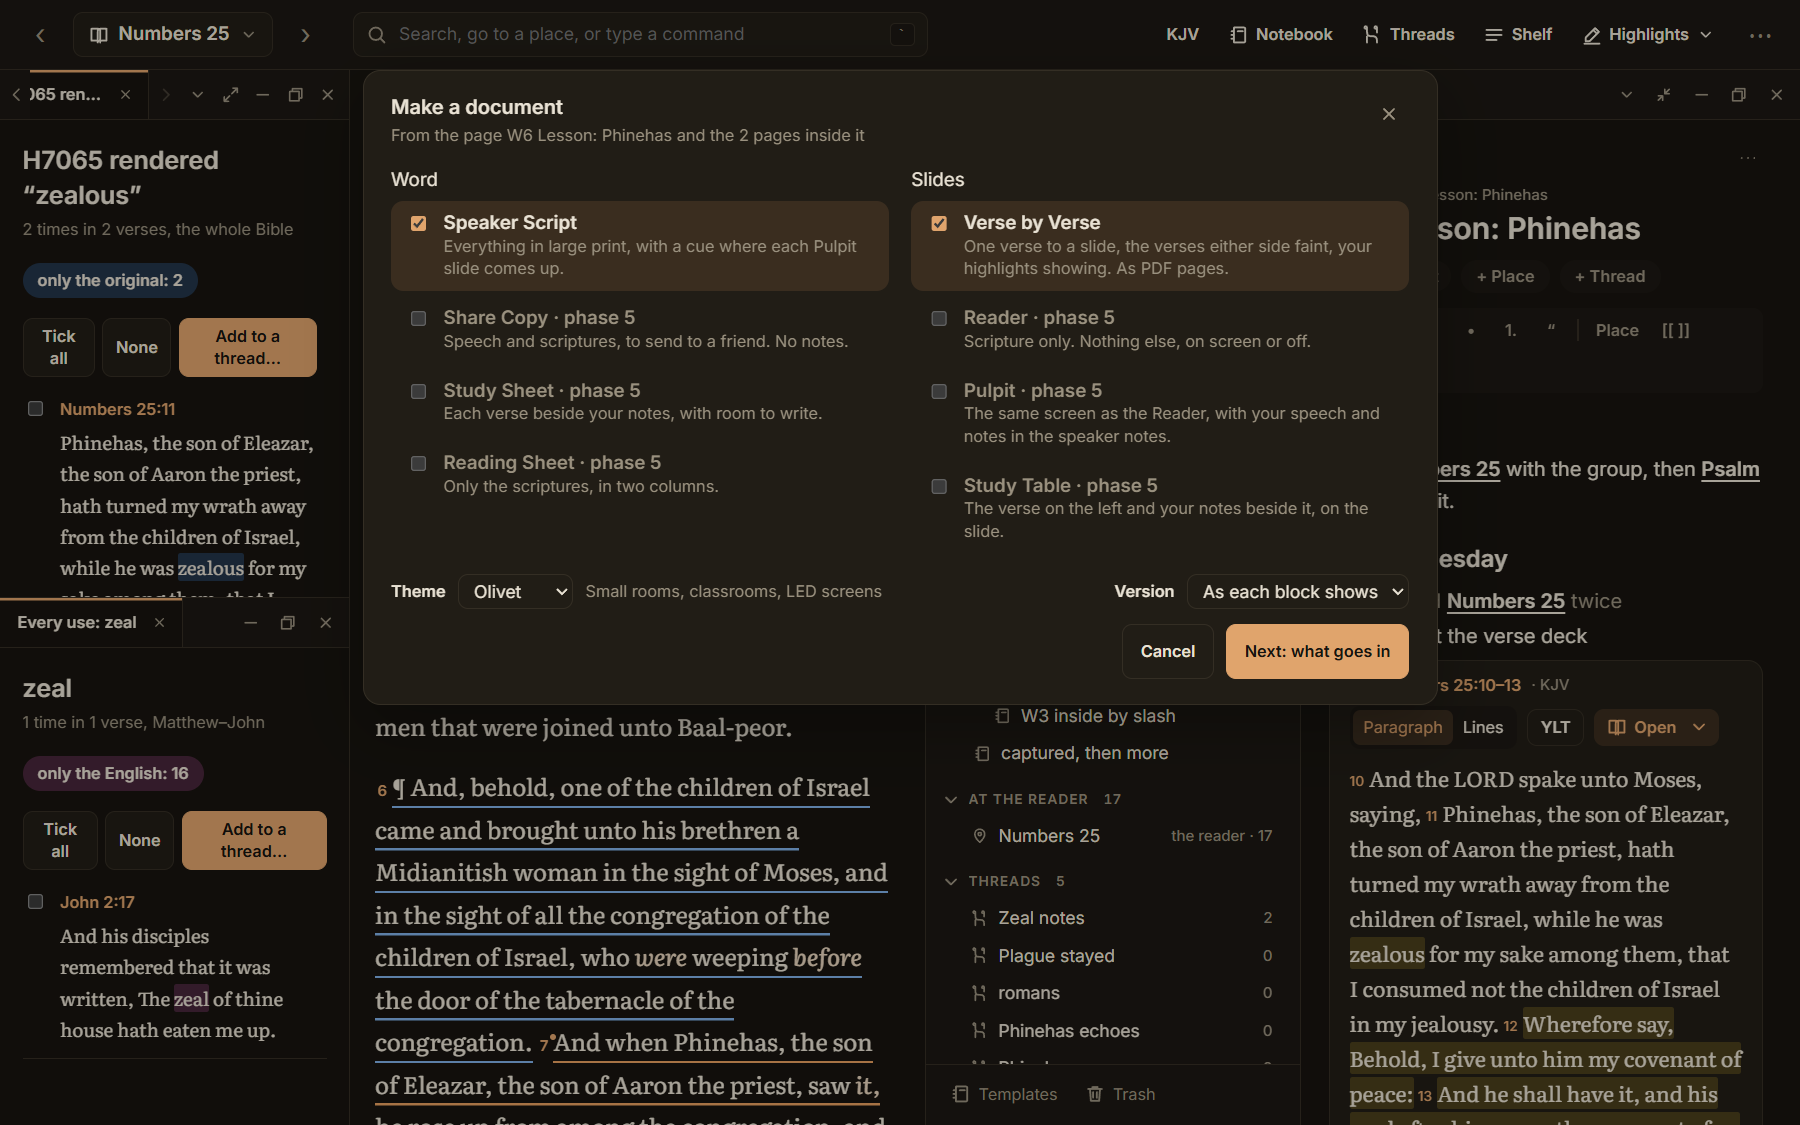 Numbers 25
Search, go to a place, or type a command
`
KJV
Notebook
Threads
Shelf
Highlights
065 ren...
H7065 rendered
“zealous”
2 times in 2 verses, the whole Bible
only the original: 2
Tick all
None
Add to a thread...
Numbers 25:11
Phinehas, the son of Eleazar,
the son of Aaron the priest,
hath turned my wrath away
from the children of Israel,
while he was zealous for my
Every use: zeal
zeal
1 time in 1 verse, Matthew–John
only the English: 16
Tick all
None
Add to a thread...
John 2:17
And his disciples
remembered that it was
written, The zeal of thine
house hath eaten me up.
Make a document
From the page W6 Lesson: Phinehas and the 2 pages inside it
Word
Speaker Script
Everything in large print, with a cue where each Pulpit
slide comes up.
Share Copy · phase 5
Speech and scriptures, to send to a friend. No notes.
Study Sheet · phase 5
Each verse beside your notes, with room to write.
Reading Sheet · phase 5
Only the scriptures, in two columns.
Slides
Verse by Verse
One verse to a slide, the verses either side faint, your
highlights showing. As PDF pages.
Reader · phase 5
Scripture only. Nothing else, on screen or off.
Pulpit · phase 5
The same screen as the Reader, with your speech and
notes in the speaker notes.
Study Table · phase 5
The verse on the left and your notes beside it, on the
slide.
Theme
Olivet
Small rooms, classrooms, LED screens
Version
As each block shows
Cancel
Next: what goes in
men that were joined unto Baal-peor.
6 ¶ And, behold, one of the children of Israel
came and brought unto his brethren a
Midianitish woman in the sight of Moses, and
in the sight of all the congregation of the
children of Israel, who were weeping before
the door of the tabernacle of the
congregation. 7 And when Phinehas, the son
of Eleazar, the son of Aaron the priest, saw it,
he rose up from among the congregation, and
W3 inside by slash
captured, then more
AT THE READER 17
Numbers 25
the reader · 17
THREADS 5
Zeal notes 2
Plague stayed 0
romans 0
Phinehas echoes 0
Templates
Trash
sson: Phinehas
son: Phinehas
+ Place
+ Thread
• 1. “ Place [[ ]]
ers 25 with the group, then Psalm
it.
esday
Numbers 25 twice
t the verse deck
rs 25:10–13 · KJV
Paragraph
Lines
YLT
Open
10 And the LORD spake unto Moses,
saying, 11 Phinehas, the son of Eleazar,
the son of Aaron the priest, hath
turned my wrath away from the
children of Israel, while he was
zealous for my sake among them, that
I consumed not the children of Israel
in my jealousy. 12 Wherefore say,
Behold, I give unto him my covenant of
peace: 13 And he shall have it, and his